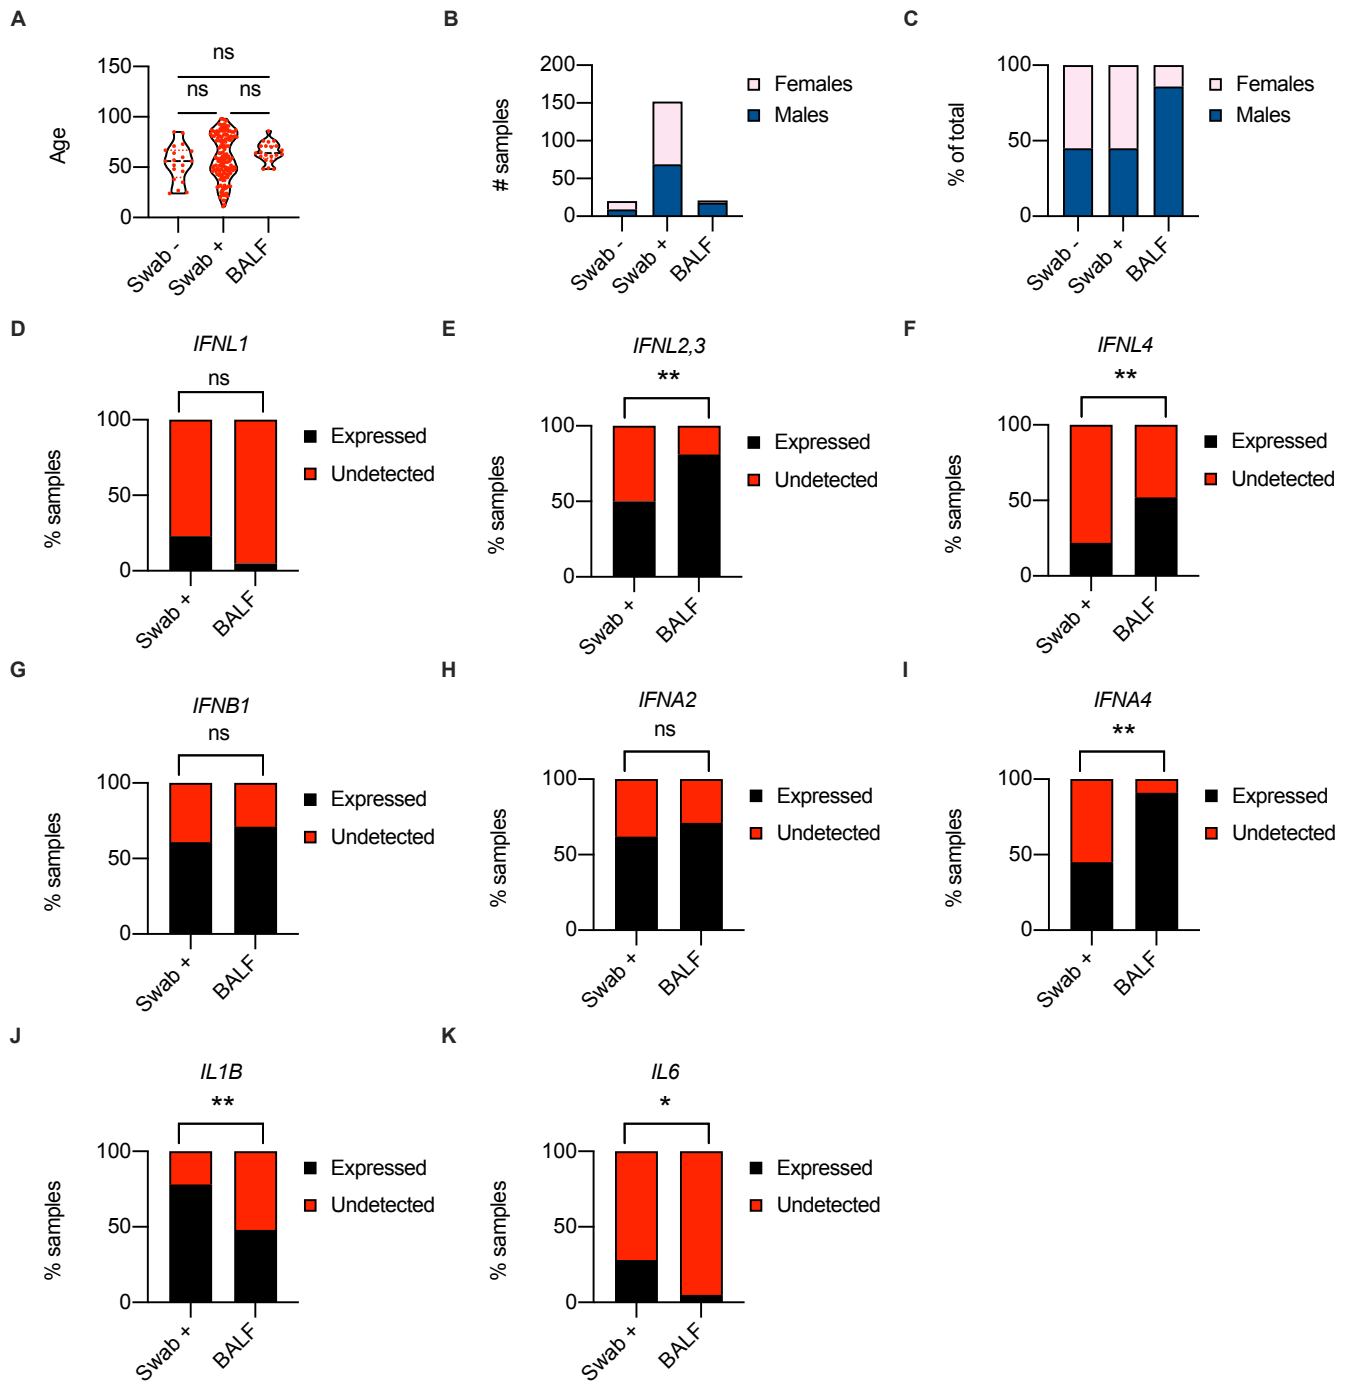 A
ns
ns ns
150
100
50
0
Age
Swab -
Swab +
BALF
B
200
150
100
50
0
# samples
Swab -
Swab +
BALF
Females
Males
C
100
50
0
% of total
Swab -
Swab +
BALF
Females
Males
D
IFNL1
ns
100
50
0
% samples
Swab +
BALF
Expressed
Undetected
E
IFNL2,3
**
100
50
0
% samples
Swab +
BALF
Expressed
Undetected
F
IFNL4
**
100
50
0
% samples
Swab +
BALF
Expressed
Undetected
G
IFNB1
ns
100
50
0
% samples
Swab +
BALF
Expressed
Undetected
H
IFNA2
ns
100
50
0
% samples
Swab +
BALF
Expressed
Undetected
I
IFNA4
**
100
50
0
% samples
Swab +
BALF
Expressed
Undetected
J
IL1B
**
100
50
0
% samples
Swab +
BALF
Expressed
Undetected
K
IL6
*
100
50
0
% samples
Swab +
BALF
Expressed
Undetected